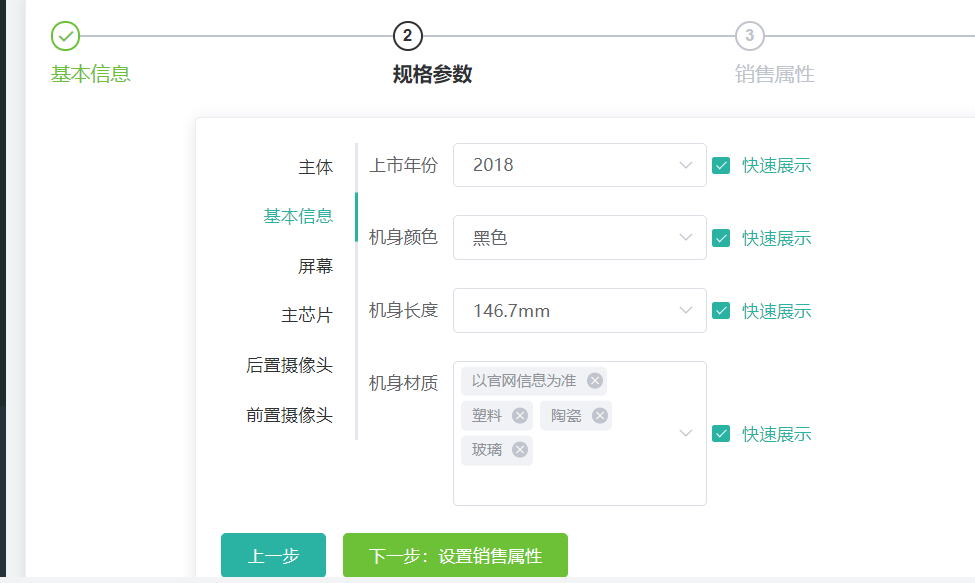 2
3
基本信息
规格参数
销售属性
主体
基本信息
屏幕
主芯片
后置摄像头
前置摄像头
上市年份 2018 快速展示
机身颜色 黑色 快速展示
机身长度 146.7mm 快速展示
机身材质 以官网信息为准
塑料 陶瓷
快速展示
玻璃
上一步 下一步：设置销售属性